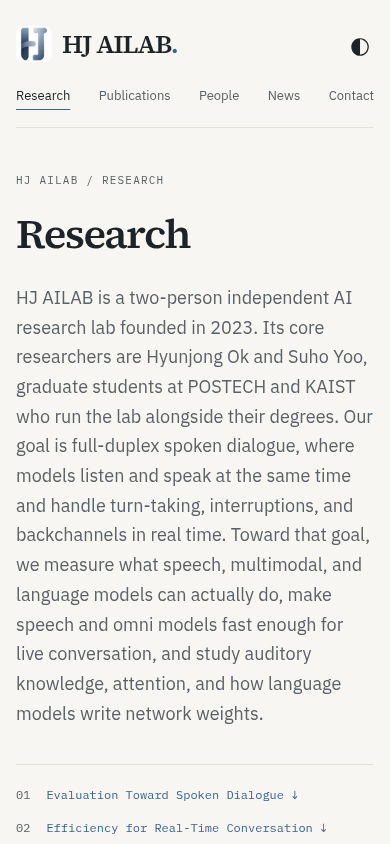 HJ AILAB.
Research Publications People News Contact
HJ AILAB / RESEARCH
Research
HJ AILAB is a two-person independent AI
research lab founded in 2023. Its core
researchers are Hyunjong Ok and Suho Yoo,
graduate students at POSTECH and KAIST
who run the lab alongside their degrees. Our
goal is full-duplex spoken dialogue, where
models listen and speak at the same time
and handle turn-taking, interruptions, and
backchannels in real time. Toward that goal,
we measure what speech, multimodal, and
language models can actually do, make
speech and omni models fast enough for
live conversation, and study auditory
knowledge, attention, and how language
models write network weights.
01 Evaluation Toward Spoken Dialogue ↓
02 Efficiency for Real-Time Conversation ↓